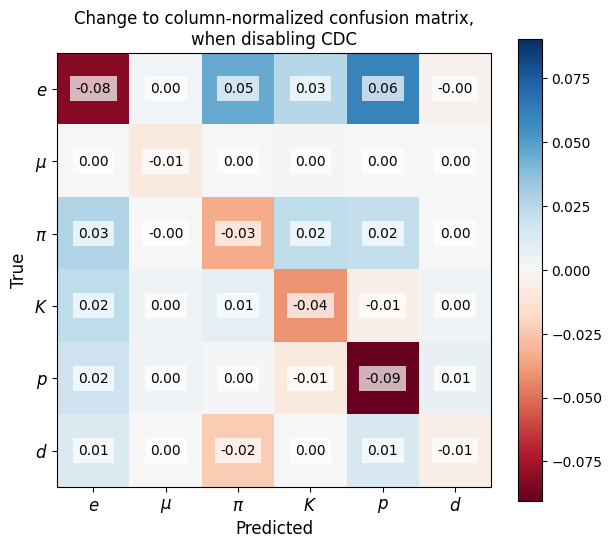 Change to column-normalized confusion matrix,
when disabling CDC
e -0.08 0.00 0.05 0.03 0.06 -0.00
μ 0.00 -0.01 0.00 0.00 0.00 0.00
π 0.03 -0.00 -0.03 0.02 0.02 0.00
K 0.02 0.00 0.01 -0.04 -0.01 0.00
p 0.02 0.00 0.00 -0.01 -0.09 0.01
d 0.01 0.00 -0.02 0.00 0.01 -0.01
e μ π K p d
Predicted
True
0.075
0.050
0.025
0.000
−0.025
−0.050
−0.075